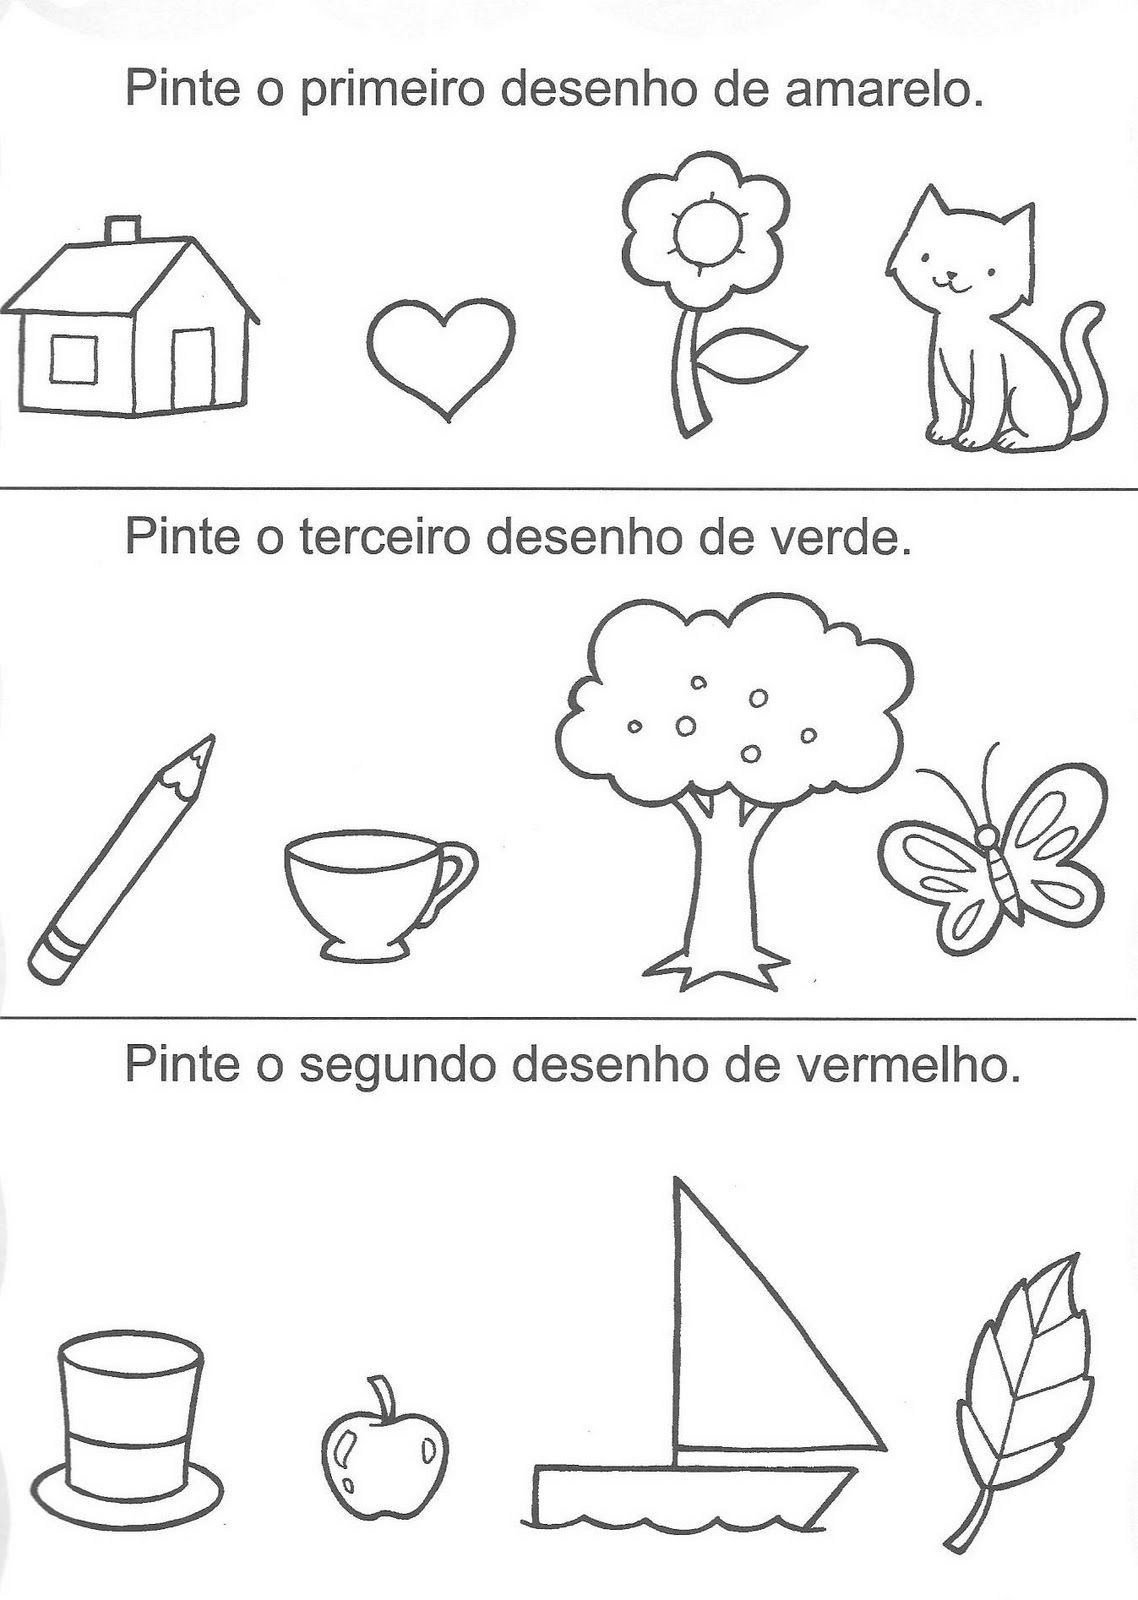 Pinte o primeiro desenho de amarelo.
Pinte o terceiro desenho de verde.
Pinte o segundo desenho de vermelho.